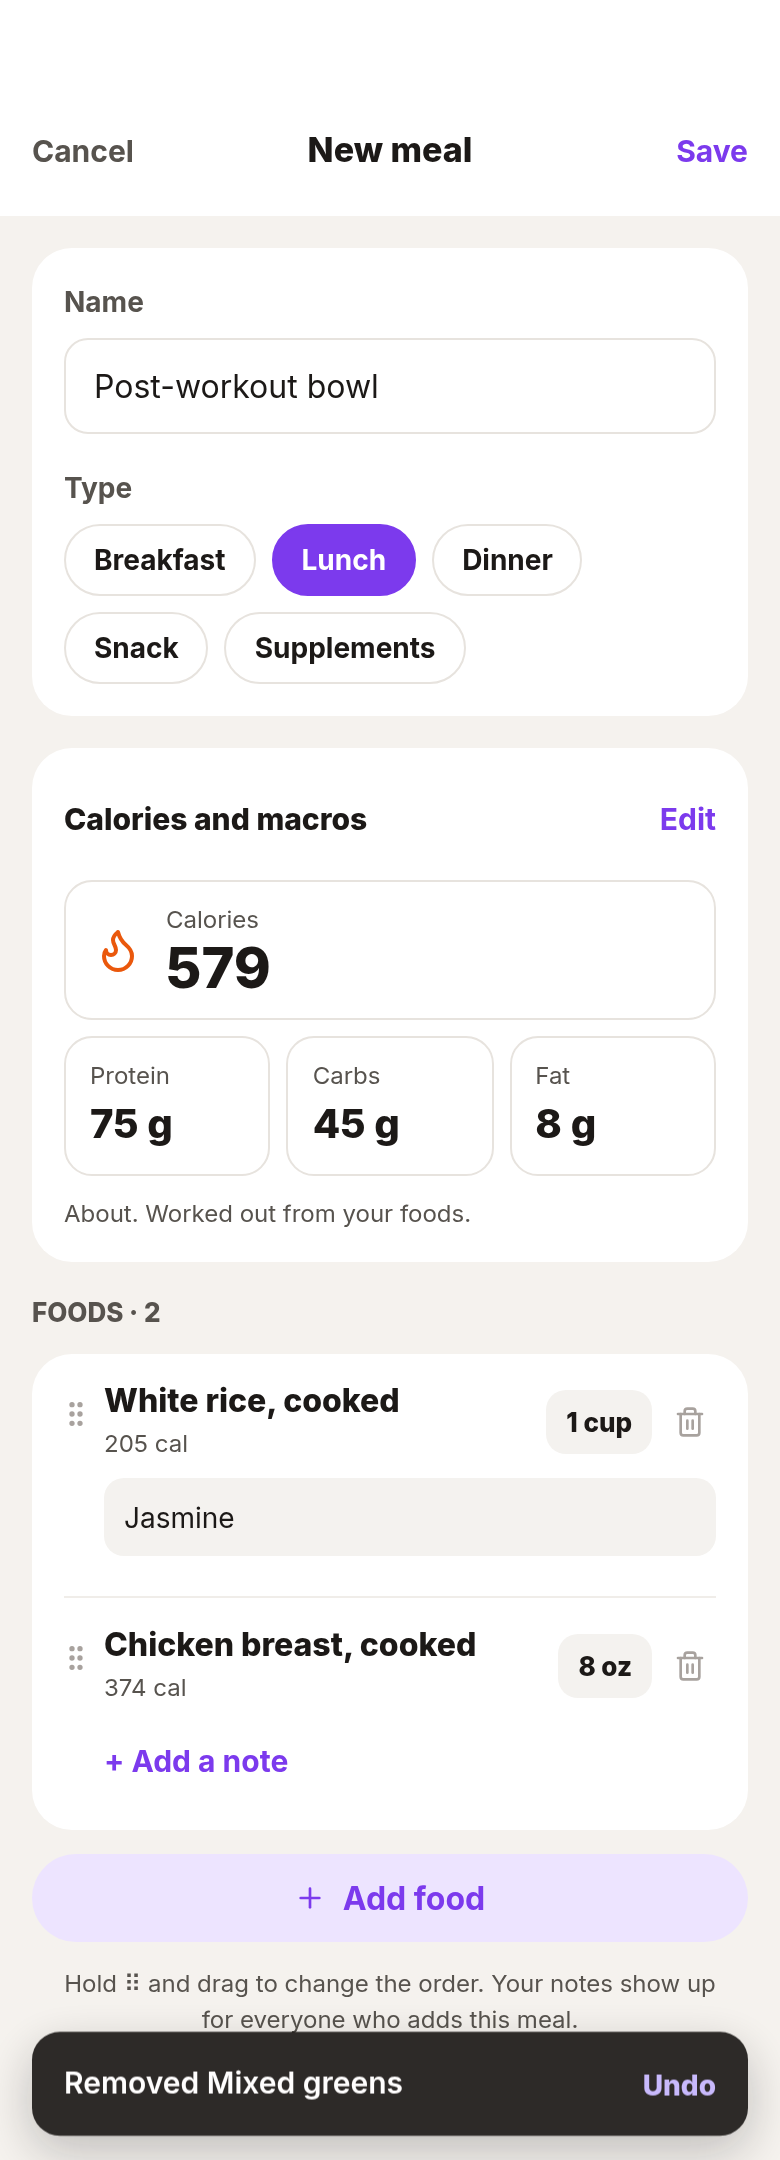 Cancel
New meal
Save
Name
Post-workout bowl
Type
Breakfast
Lunch
Dinner
Snack
Supplements
Calories and macros
Edit
Calories
579
Protein
75 g
Carbs
45 g
Fat
8 g
About. Worked out from your foods.
FOODS · 2
White rice, cooked
205 cal
1 cup
Jasmine
Chicken breast, cooked
374 cal
8 oz
+ Add a note
+ Add food
Hold ⠿ and drag to change the order. Your notes show up
for everyone who adds this meal.
Removed Mixed greens
Undo